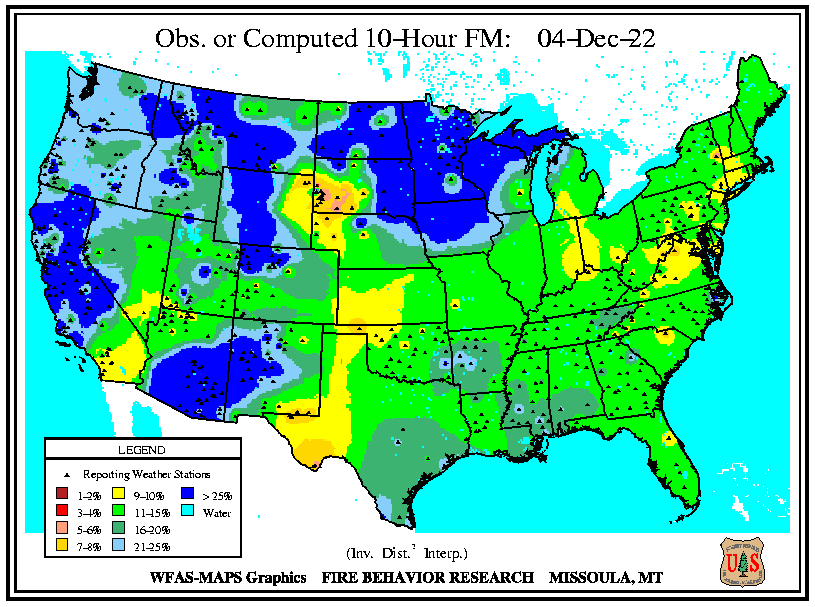 Obs. or Computed 10-Hour FM: 04-Dec-22
LEGEND
Reporting Weather Stations
1-2% 9-10% > 25%
3-4% 11-15% Water
5-6% 16-20%
7-8% 21-25%
(Inv. Dist.² Interp.)
WFAS-MAPS Graphics FIRE BEHAVIOR RESEARCH MISSOULA, MT
U S